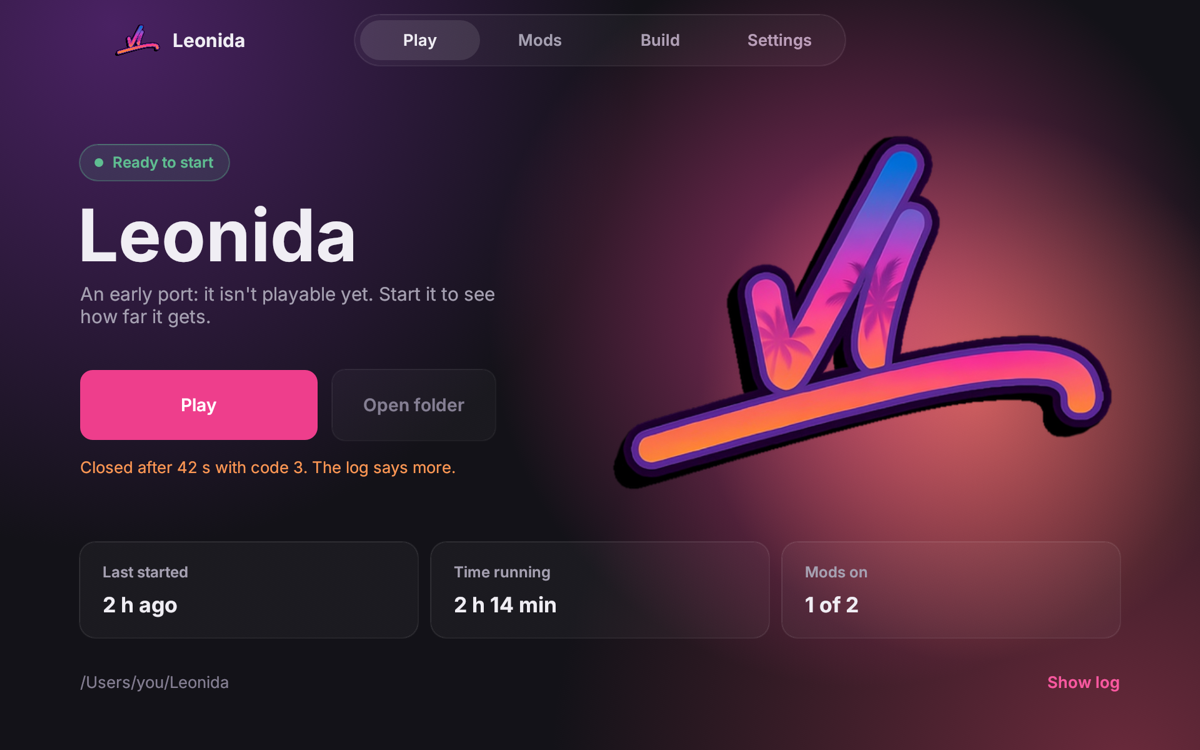 Leonida
Play
Mods
Build
Settings
Ready to start
Leonida
An early port: it isn't playable yet. Start it to see
how far it gets.
Play
Open folder
Closed after 42 s with code 3. The log says more.
Last started
2 h ago
Time running
2 h 14 min
Mods on
1 of 2
/Users/you/Leonida
Show log